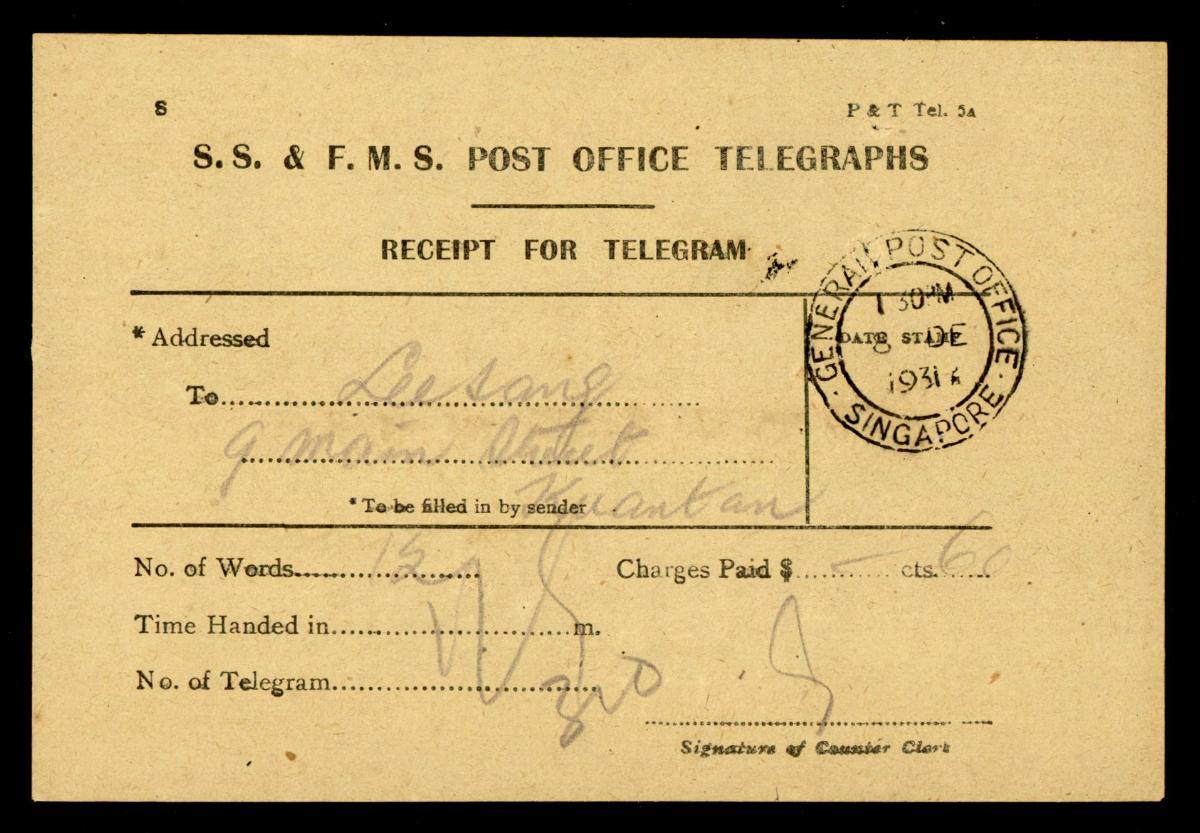 S
P & T Tel. 5A
S. S. & F. M. S. POST OFFICE TELEGRAPHS
RECEIPT FOR TELEGRAM
GENERAL POST OFFICE · SINGAPORE ·
1 30 PM
DATE STAMP
8 DE
1931
* Addressed
To Lee Sang
9 main Street
Kuantan
* To be filled in by sender
No. of Words 12
Charges Paid $ — cts. 60
Time Handed in m.
No. of Telegram
Signature of Counter Clerk